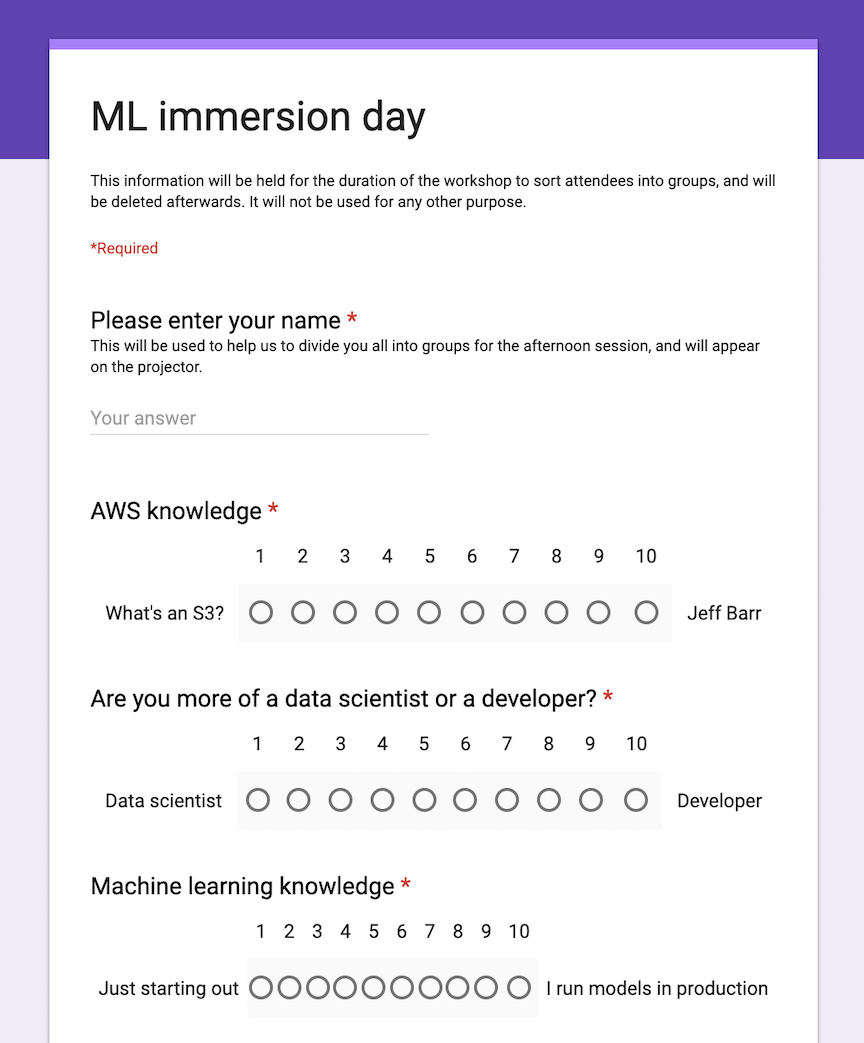 ML immersion day
This information will be held for the duration of the workshop to sort attendees into groups, and will
be deleted afterwards. It will not be used for any other purpose.
*Required
Please enter your name *
This will be used to help us to divide you all into groups for the afternoon session, and will appear
on the projector.
Your answer
AWS knowledge *
1 2 3 4 5 6 7 8 9 10
What's an S3? Jeff Barr
Are you more of a data scientist or a developer? *
1 2 3 4 5 6 7 8 9 10
Data scientist Developer
Machine learning knowledge *
1 2 3 4 5 6 7 8 9 10
Just starting out I run models in production